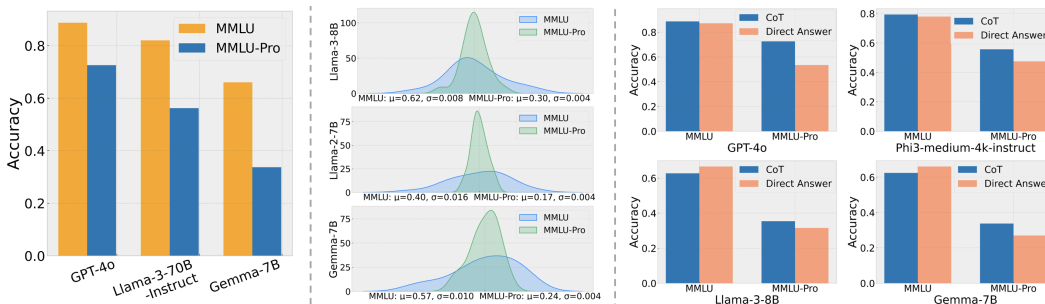 Accuracy
0.8
0.6
0.4
0.2
0.0
MMLU
MMLU-Pro
GPT-4o
Llama-3-70B
-Instruct
Gemma-7B
Llama-3-8B
100
50
0
MMLU
MMLU-Pro
MMLU: μ=0.62, σ=0.008 MMLU-Pro: μ=0.30, σ=0.004
Llama-2-7B
75
50
25
0
MMLU
MMLU-Pro
MMLU: μ=0.40, σ=0.016 MMLU-Pro: μ=0.17, σ=0.004
Gemma-7B
75
50
25
0
MMLU
MMLU-Pro
MMLU: μ=0.57, σ=0.010 MMLU-Pro: μ=0.24, σ=0.004
Accuracy
1.0
0.8
0.6
0.4
0.2
0.0
CoT
Direct Answer
MMLU
MMLU-Pro
GPT-4o
Accuracy
0.8
0.6
0.4
0.2
0.0
CoT
Direct Answer
MMLU
MMLU-Pro
Phi3-medium-4k-instruct
Accuracy
0.6
0.4
0.2
0.0
CoT
Direct Answer
MMLU
MMLU-Pro
Llama-3-8B
Accuracy
0.6
0.4
0.2
0.0
CoT
Direct Answer
MMLU
MMLU-Pro
Gemma-7B